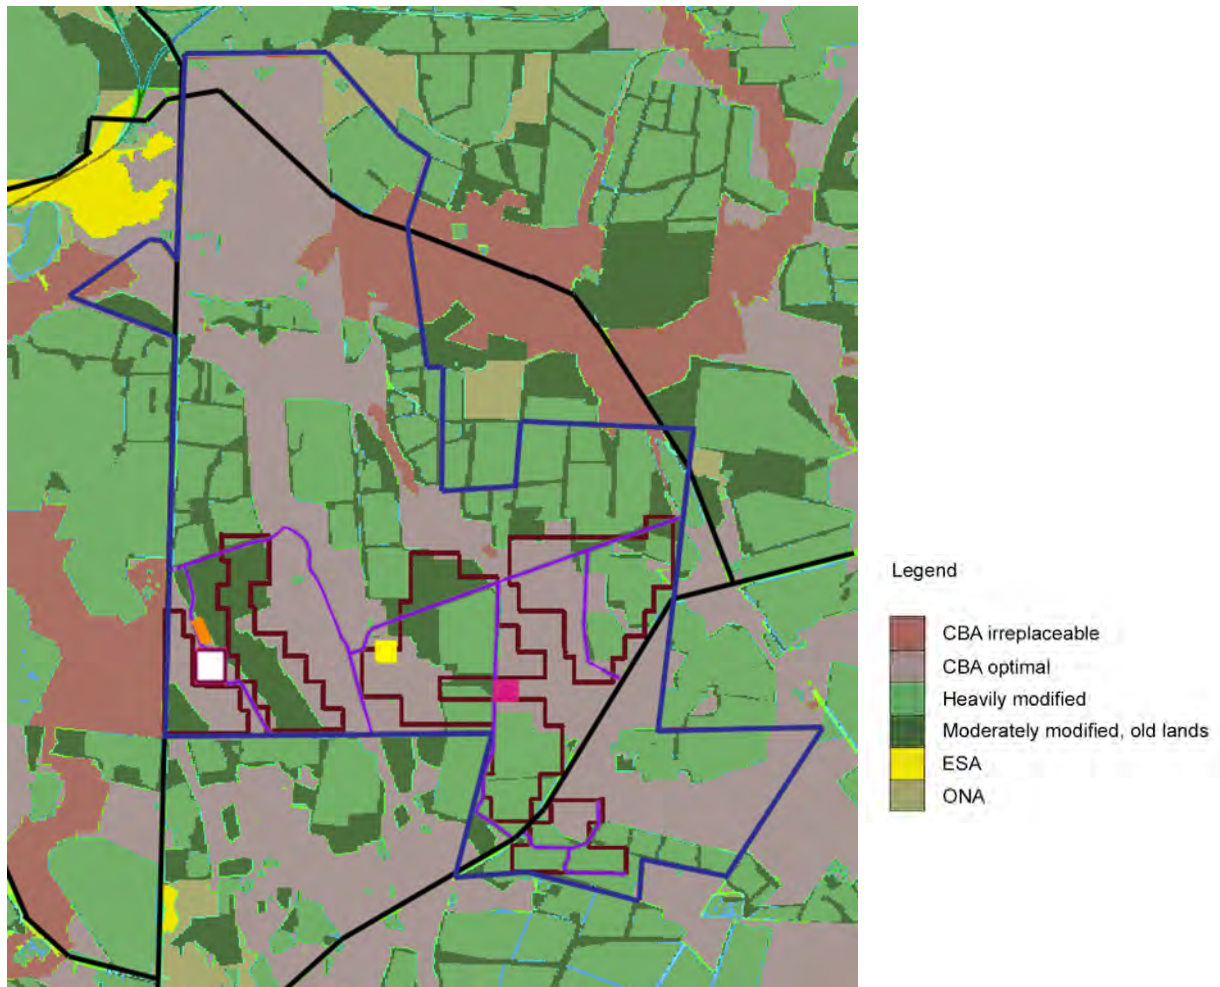 Legend
CBA irreplaceable
CBA optimal
Heavily modified
Moderately modified, old lands
ESA
ONA